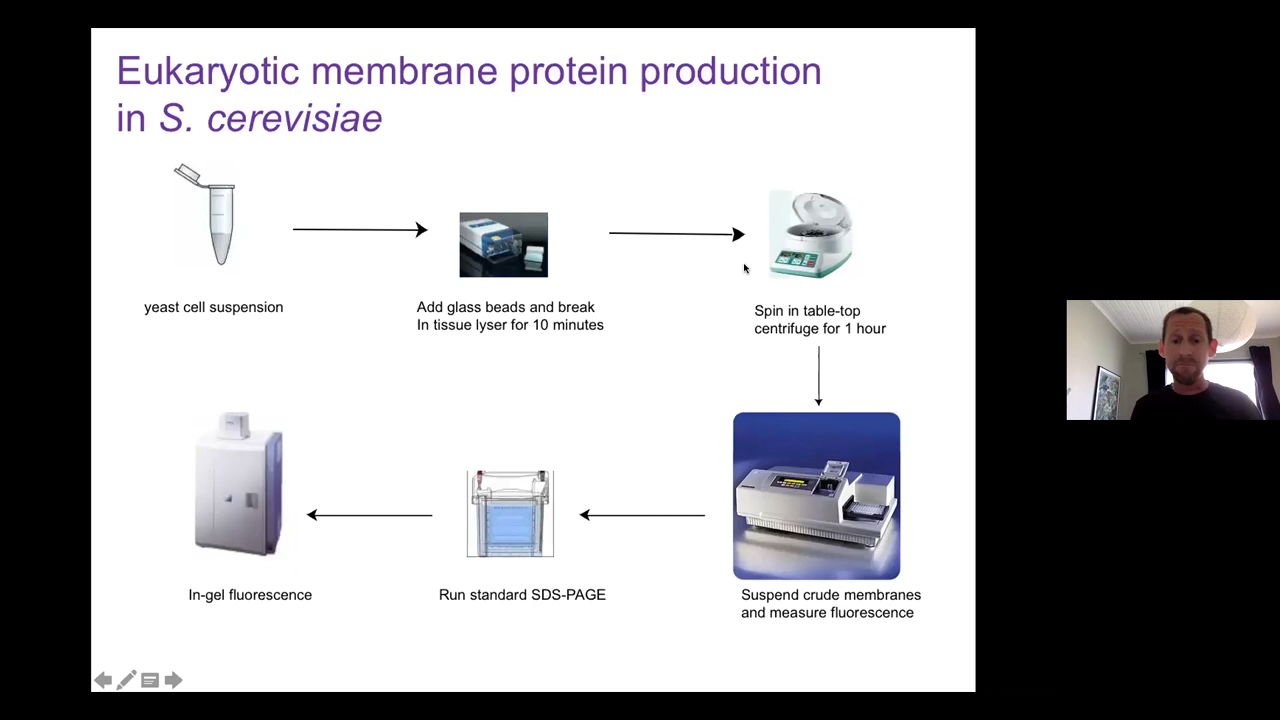 Eukaryotic membrane protein production
in S. cerevisiae
yeast cell suspension
Add glass beads and break
In tissue lyser for 10 minutes
Spin in table-top
centrifuge for 1 hour
In-gel fluorescence
Run standard SDS-PAGE
Suspend crude membranes
and measure fluorescence